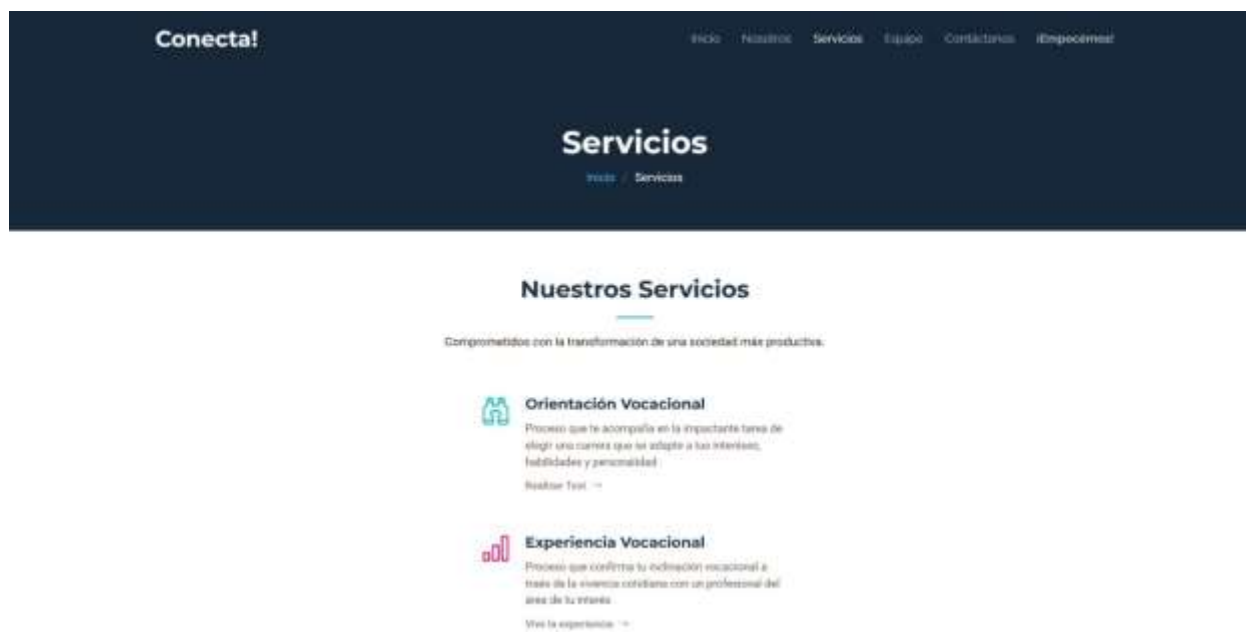 Conecta!
Inicio Nosotros Servicios Equipo Contáctanos ¡Empecemos!
Servicios
Inicio / Servicios
Nuestros Servicios
Comprometidos con la transformación de una sociedad más productiva.
Orientación Vocacional
Proceso que te acompaña en la impactante tarea de
elegir una carrera que se adapte a tus intereses,
habilidades y personalidad
Realizar Test →
Experiencia Vocacional
Proceso que confirma tu inclinación vocacional a
través de la vivencia cotidiana con un profesional del
área de tu interés
Vive la experiencia →